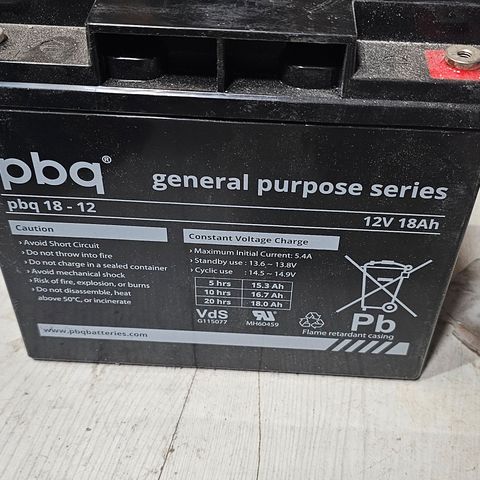 pbq®
general purpose series
pbq 18 - 12
12V 18Ah
Caution
Avoid Short Circuit
Do not throw into fire
Do not charge in a sealed container
Avoid mechanical shock
Risk of fire, explosion, or burns
Do not disassemble, heat
above 50°C, or incinerate
www.pbqbatteries.com
Constant Voltage Charge
Maximum Initial Current: 5.4A
Standby use : 13.6 ~ 13.8V
Cyclic use : 14.5 ~ 14.9V
5 hrs 15.3 Ah
10 hrs 16.7 Ah
20 hrs 18.0 Ah
VdS
G115077
MH60459
Flame retardant casing
Pb